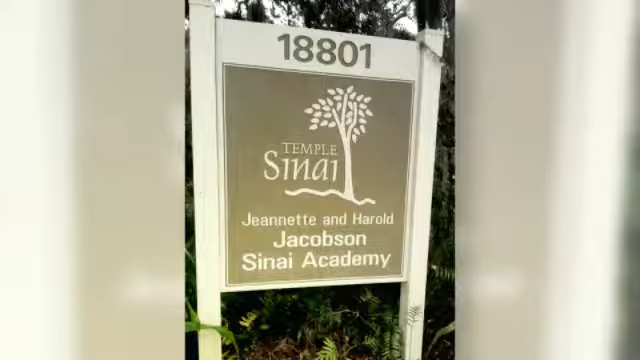 18801
TEMPLE
Sinai
Jeannette and Harold
Jacobson
Sinai Academy